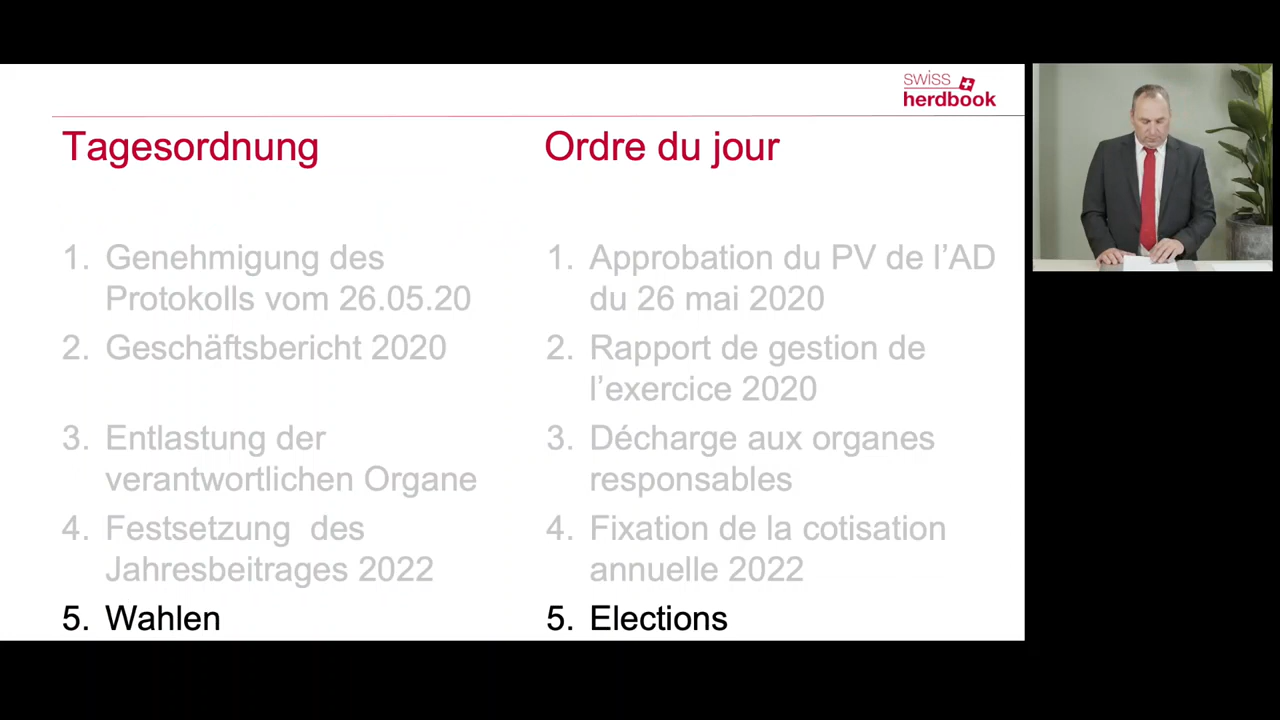 swiss
herdbook
Tagesordnung
1. Genehmigung des
Protokolls vom 26.05.20
2. Geschäftsbericht 2020
3. Entlastung der
verantwortlichen Organe
4. Festsetzung des
Jahresbeitrages 2022
5. Wahlen
Ordre du jour
1. Approbation du PV de l’AD
du 26 mai 2020
2. Rapport de gestion de
l’exercice 2020
3. Décharge aux organes
responsables
4. Fixation de la cotisation
annuelle 2022
5. Elections